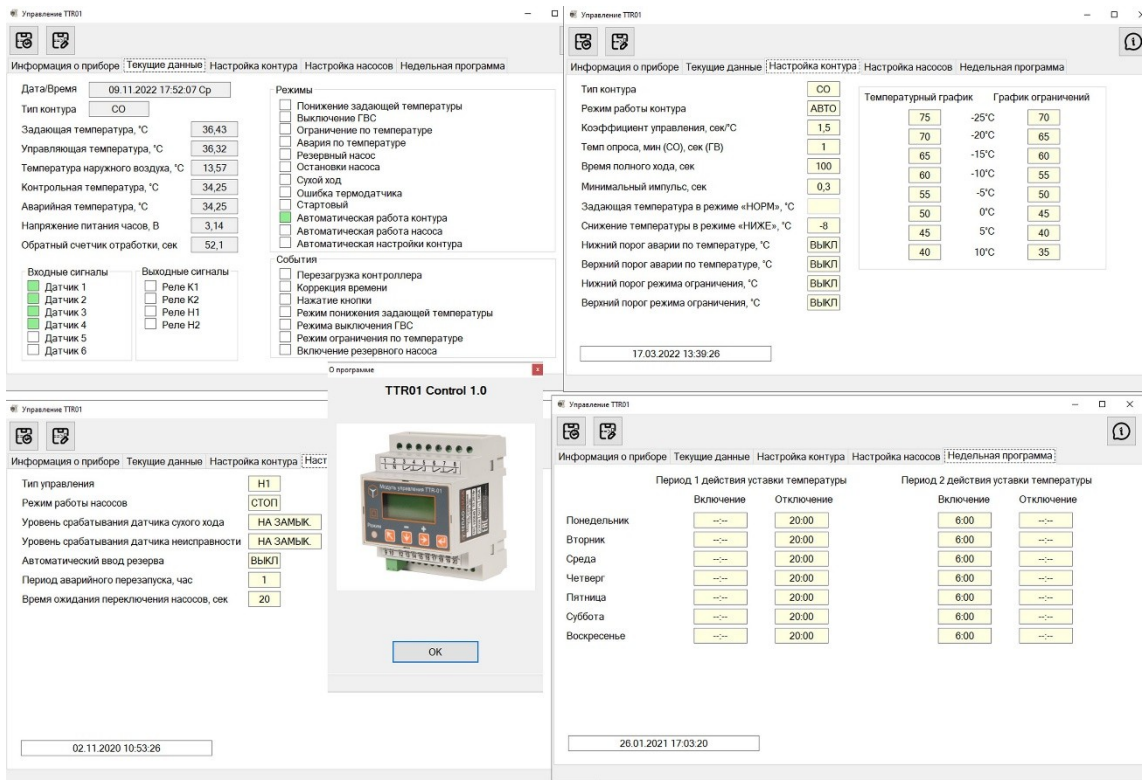 Управление TTR01
Информация о приборе Текущие данные Настройка контура Настройка насосов Недельная программа
Дата/Время 09.11.2022 17:52:07 Ср
Тип контура СО
Задающая температура, °С 36,43
Управляющая температура, °С 36,32
Температура наружного воздуха, °С 13,57
Контрольная температура, °С 34,25
Аварийная температура, °С 34,25
Напряжение питания часов, В 3,14
Обратный счетчик отработки, сек 52,1
Входные сигналы
Датчик 1
Датчик 2
Датчик 3
Датчик 4
Датчик 5
Датчик 6
Выходные сигналы
Реле К1
Реле К2
Реле Н1
Реле Н2
Режимы
Понижение задающей температуры
Выключение ГВС
Ограничение по температуре
Авария по температуре
Резервный насос
Остановки насоса
Сухой ход
Ошибка термодатчика
Стартовый
Автоматическая работа контура
Автоматическая работа насоса
Автоматическая настройки контура
События
Перезагрузка контроллера
Коррекция времени
Нажатие кнопки
Режим понижения задающей температуры
Режима выключения ГВС
Режим ограничения по температуре
Включение резервного насоса
Управление TTR01
Информация о приборе Текущие данные Настройка контура Настройка насосов Недельная программа
Тип контура СО
Режим работы контура АВТО
Коэффициент управления, сек/°С 1,5
Темп опроса, мин (СО), сек (ГВ) 1
Время полного хода, сек 100
Минимальный импульс, сек 0,3
Задающая температура в режиме «НОРМ», °С
Снижение температуры в режиме «НИЖЕ», °С -8
Нижний порог аварии по температуре, °С ВЫКЛ
Верхний порог аварии по температуре, °С ВЫКЛ
Нижний порог режима ограничения, °С ВЫКЛ
Верхний порог режима ограничения, °С ВЫКЛ
Температурный график График ограничений
75 -25°C 70
70 -20°C 65
65 -15°C 60
60 -10°C 55
55 -5°C 50
50 0°C 45
45 5°C 40
40 10°C 35
17.03.2022 13:39:26
Управление TTR01
Информация о приборе Текущие данные Настройка контура Наст
Тип управления Н1
Режим работы насосов СТОП
Уровень срабатывания датчика сухого хода НА ЗАМЫК.
Уровень срабатывания датчика неисправности НА ЗАМЫК.
Автоматический ввод резерва ВЫКЛ
Период аварийного перезапуска, час 1
Время ожидания переключения насосов, сек 20
02.11.2020 10:53:26
О программе
TTR01 Control 1.0
Модуль управления TTR-01
Режим
OK
Управление TTR01
Информация о приборе Текущие данные Настройка контура Настройка насосов Недельная программа
Период 1 действия уставки температуры Период 2 действия уставки температуры
Включение Отключение Включение Отключение
Понедельник --:-- 20:00 6:00 --:--
Вторник --:-- 20:00 6:00 --:--
Среда --:-- 20:00 6:00 --:--
Четверг --:-- 20:00 6:00 --:--
Пятница --:-- 20:00 6:00 --:--
Суббота --:-- 20:00 6:00 --:--
Воскресенье --:-- 20:00 6:00 --:--
26.01.2021 17:03:20